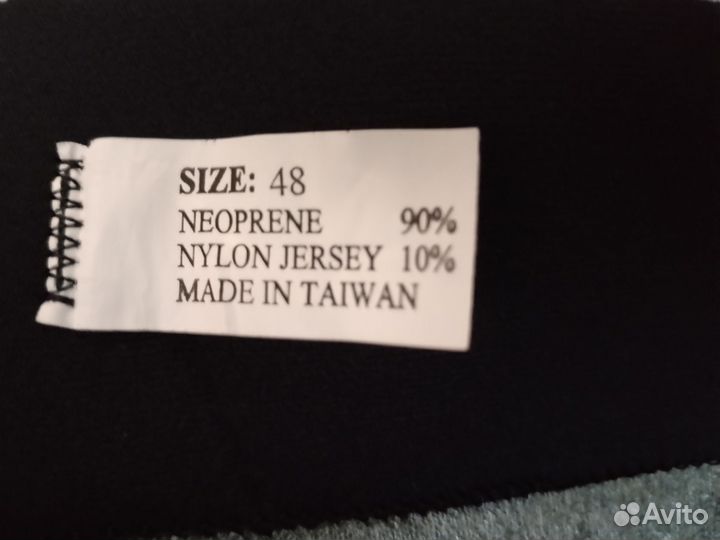 SIZE: 48
NEOPRENE 90%
NYLON JERSEY 10%
MADE IN TAIWAN
Avito